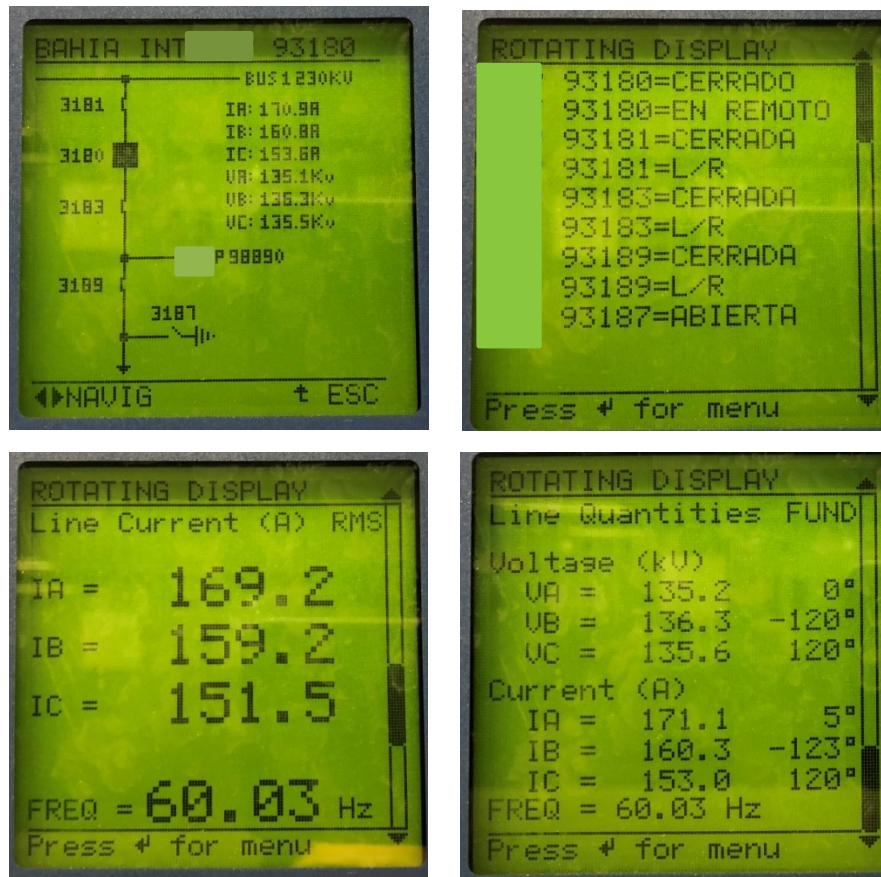 BAHIA INT 93180
BUS1230KV
3181
IA: 170.9A
IB: 160.8A
3180
IC: 153.6A
VA: 135.1Kv
VB: 136.3Kv
3183
VC: 135.5Kv
P98890
3189
3187
NAVIG
ESC
ROTATING DISPLAY
93180=CERRADO
93180=EN REMOTO
93181=CERRADA
93181=L/R
93183=CERRADA
93183=L/R
93189=CERRADA
93189=L/R
93187=ABIERTA
Press ↵ for menu
ROTATING DISPLAY
Line Current (A) RMS
IA = 169.2
IB = 159.2
IC = 151.5
FREQ = 60.03 Hz
Press ↵ for menu
ROTATING DISPLAY
Line Quantities FUND
Voltage (kV)
VA = 135.2 0°
VB = 136.3 -120°
VC = 135.6 120°
Current (A)
IA = 171.1 5°
IB = 160.3 -123°
IC = 153.0 120°
FREQ = 60.03 Hz
Press ↵ for menu